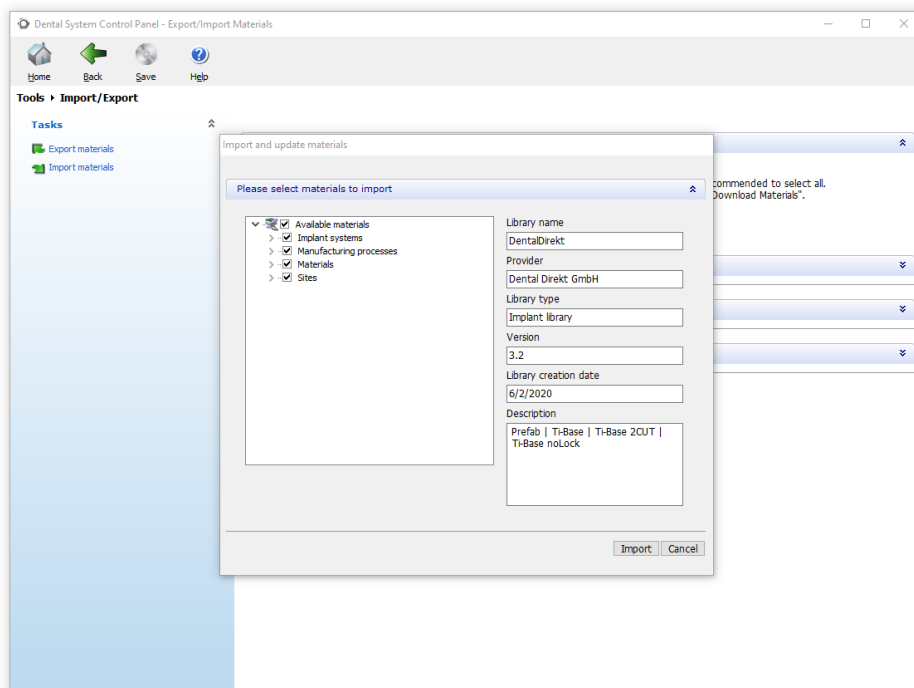 Dental System Control Panel - Export/Import Materials
Home
Back
Save
Help
Tools
Import/Export
Tasks
Export materials
Import materials
Import and update materials
commended to select all.
Download Materials".
Please select materials to import
Available materials
Implant systems
Manufacturing processes
Materials
Sites
Library name
DentalDirekt
Provider
Dental Direkt GmbH
Library type
Implant library
Version
3.2
Library creation date
6/2/2020
Description
Prefab | Ti-Base | Ti-Base 2CUT |
Ti-Base noLock
Import
Cancel